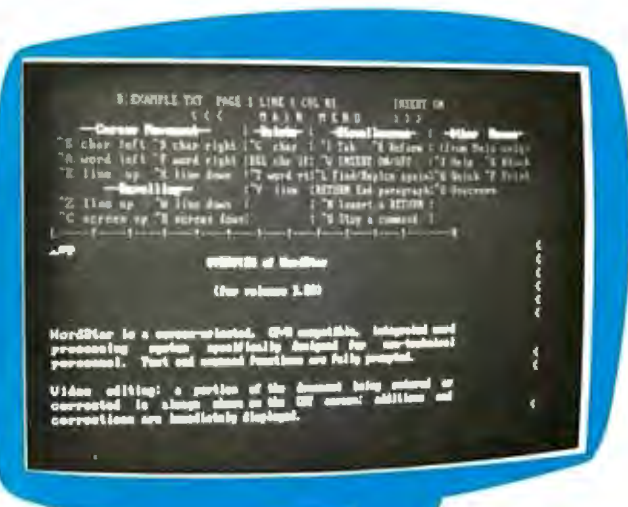 B:EXAMPLE.TXT PAGE 1 LINE 1 COL 01 INSERT ON
< < < M A I N M E N U > > >
--Cursor Movement-- | -Delete- | -Miscellaneous- | -Other Menus-
^S char left ^D char right |^G char | ^I Tab ^B Reform | (from Main only)
^A word left ^F word right |DEL chr lf| ^V INSERT ON/OFF |^J Help ^K Block
^E line up ^X line down |^T word rt|^L Find/Replce again|^Q Quick ^P Print
--Scrolling-- |^Y line |RETURN End paragraph|^O Onscreen
^Z line up ^W line down | | ^N Insert a RETURN |
^C screen up ^R screen down| | ^U Stop a command |
.OP
OVERVIEW of WordStar
(for release 3.00)
WordStar is a screen-oriented, CP/M compatible, integrated word
processing system specifically designed for non-technical
personnel. Text and command functions are fully prompted.
Video editing: a portion of the document being entered or
corrected is always shown on the CRT screen; additions and
corrections are immediately displayed.